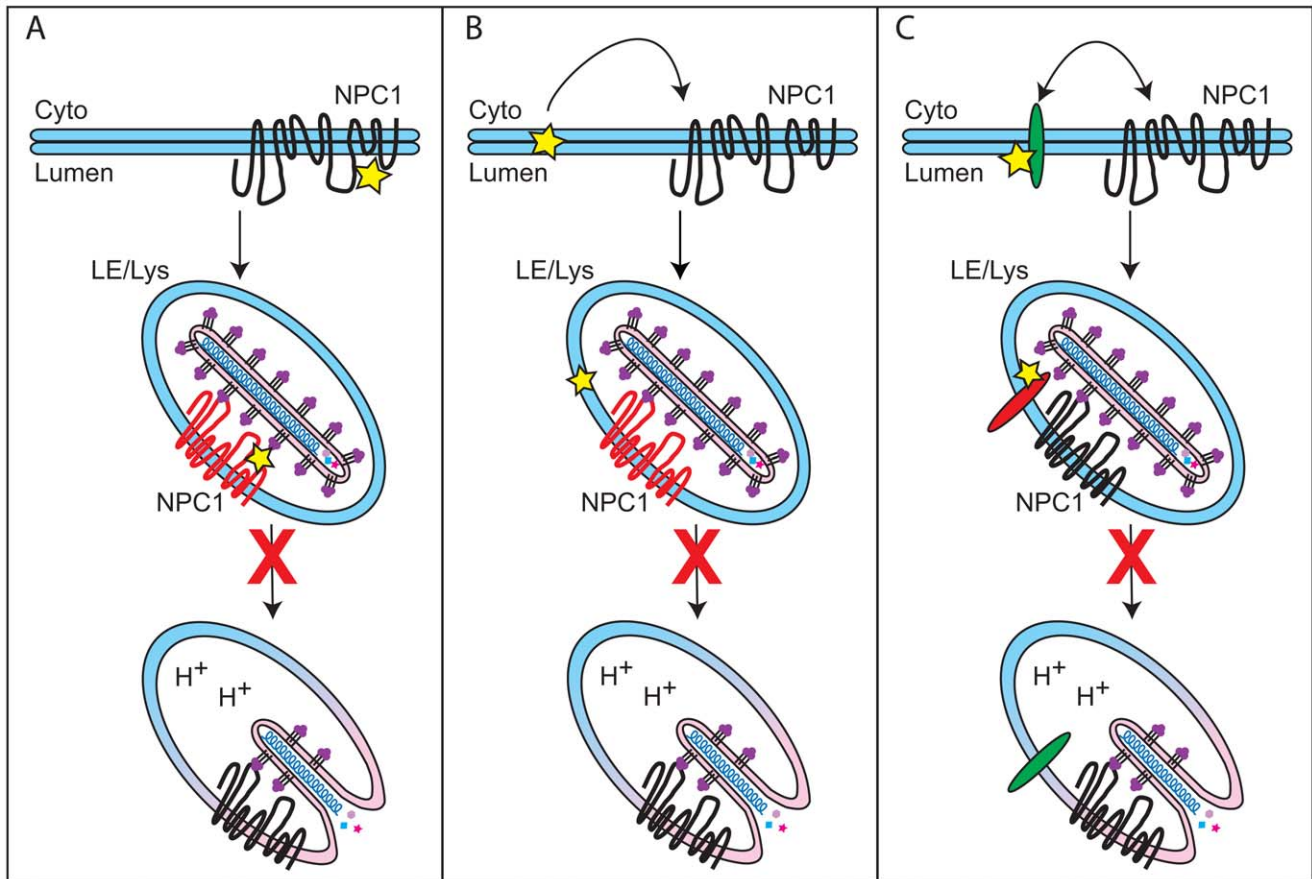 A
Cyto
NPC1
Lumen
LE/Lys
NPC1
X
H+
H+
B
Cyto
NPC1
Lumen
LE/Lys
NPC1
X
H+
H+
C
Cyto
NPC1
Lumen
LE/Lys
NPC1
X
H+
H+